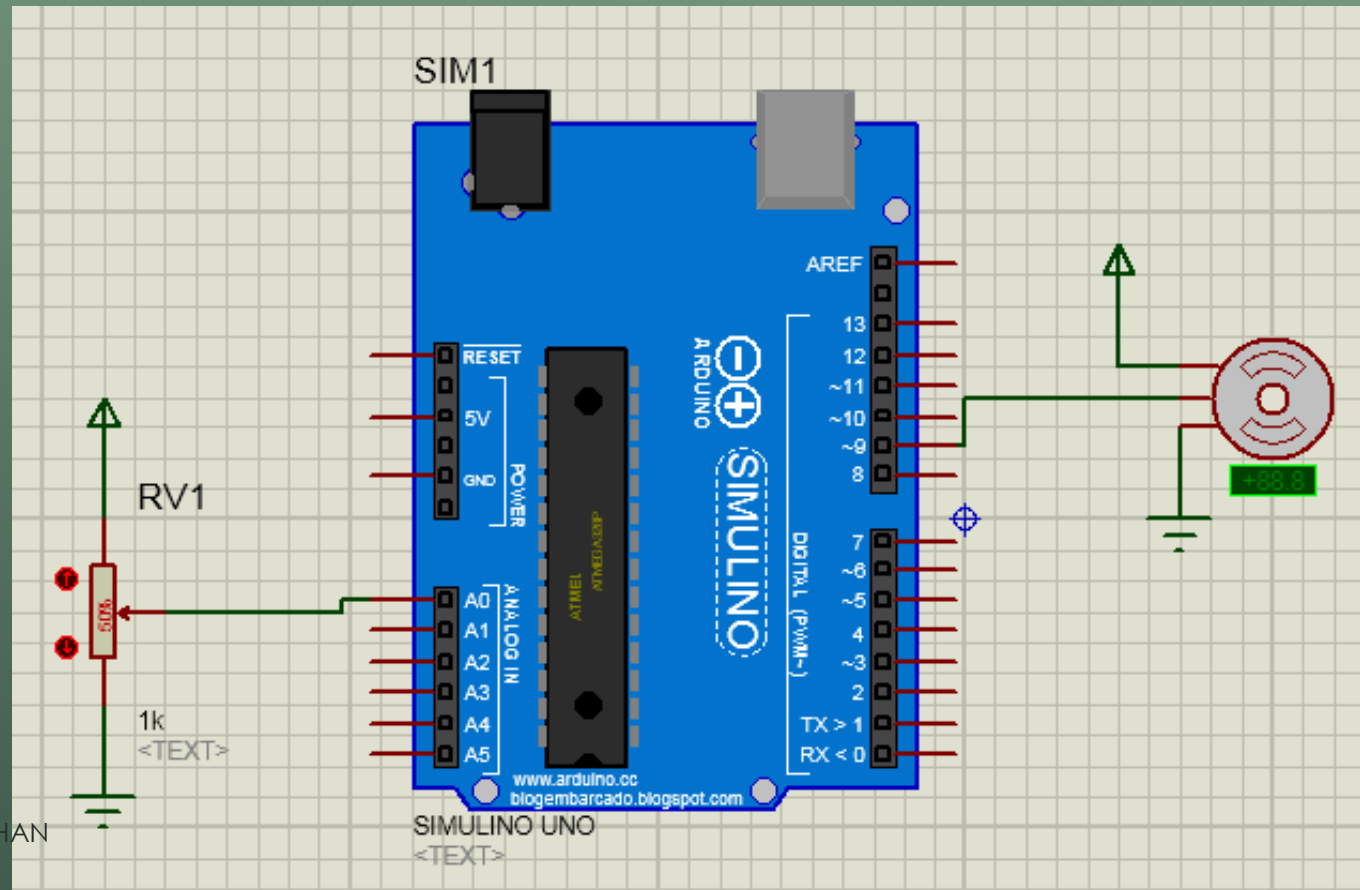 SIM1
AREF
13
12
~11
~10
~9
8
RESET
5V
GND
POWER
ARDUINO
SIMULINO
+88.8
RV1
50%
1k
<TEXT>
A0
A1
A2
A3
A4
A5
ANALOG IN
ATMEL
ATMEGA328P
7
~6
~5
4
~3
2
TX > 1
RX < 0
DIGITAL (PWM~)
www.arduino.cc
blogembarcado.blogspot.com
SIMULINO UNO
<TEXT>
HAN